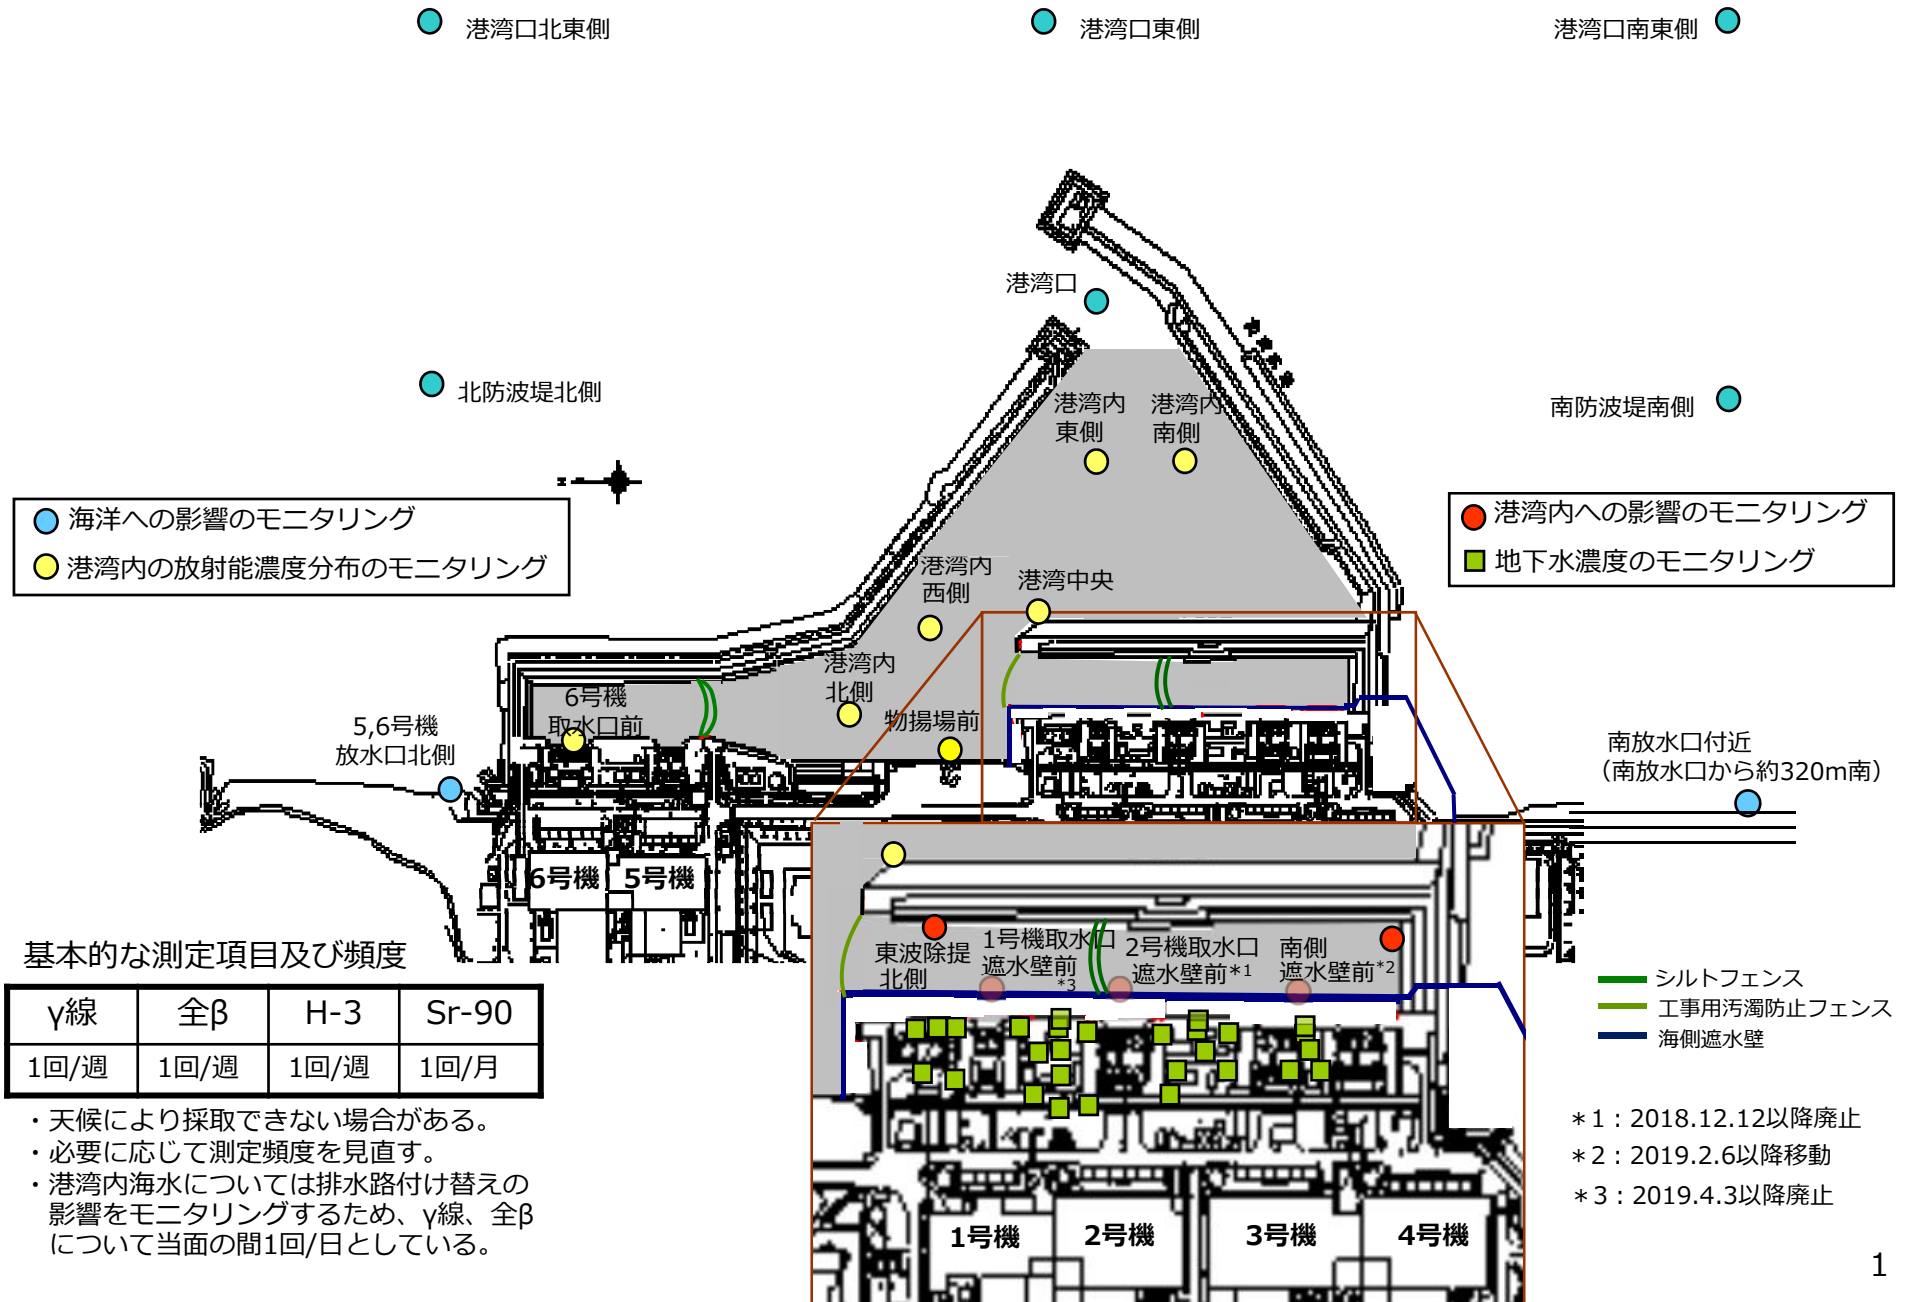 港湾口北東側
港湾口東側
港湾口南東側
港湾口
北防波堤北側
港湾内
東側
港湾内
南側
南防波堤南側
海洋への影響のモニタリング
港湾内の放射能濃度分布のモニタリング
港湾内への影響のモニタリング
地下水濃度のモニタリング
港湾内
西側
港湾中央
港湾内
北側
6号機
取水口前
物揚場前
5,6号機
放水口北側
南放水口付近
（南放水口から約320m南）
6号機
5号機
東波除提
北側
1号機取水口
遮水壁前
*3
2号機取水口
遮水壁前*1
南側
遮水壁前*2
シルトフェンス
工事用汚濁防止フェンス
海側遮水壁
基本的な測定項目及び頻度
γ線 全β H-3 Sr-90
1回/週 1回/週 1回/週 1回/月
・天候により採取できない場合がある。
・必要に応じて測定頻度を見直す。
・港湾内海水については排水路付け替えの
影響をモニタリングするため、γ線、全β
について当面の間1回/日としている。
＊1：2018.12.12以降廃止
＊2：2019.2.6以降移動
＊3：2019.4.3以降廃止
1号機
2号機
3号機
4号機
1